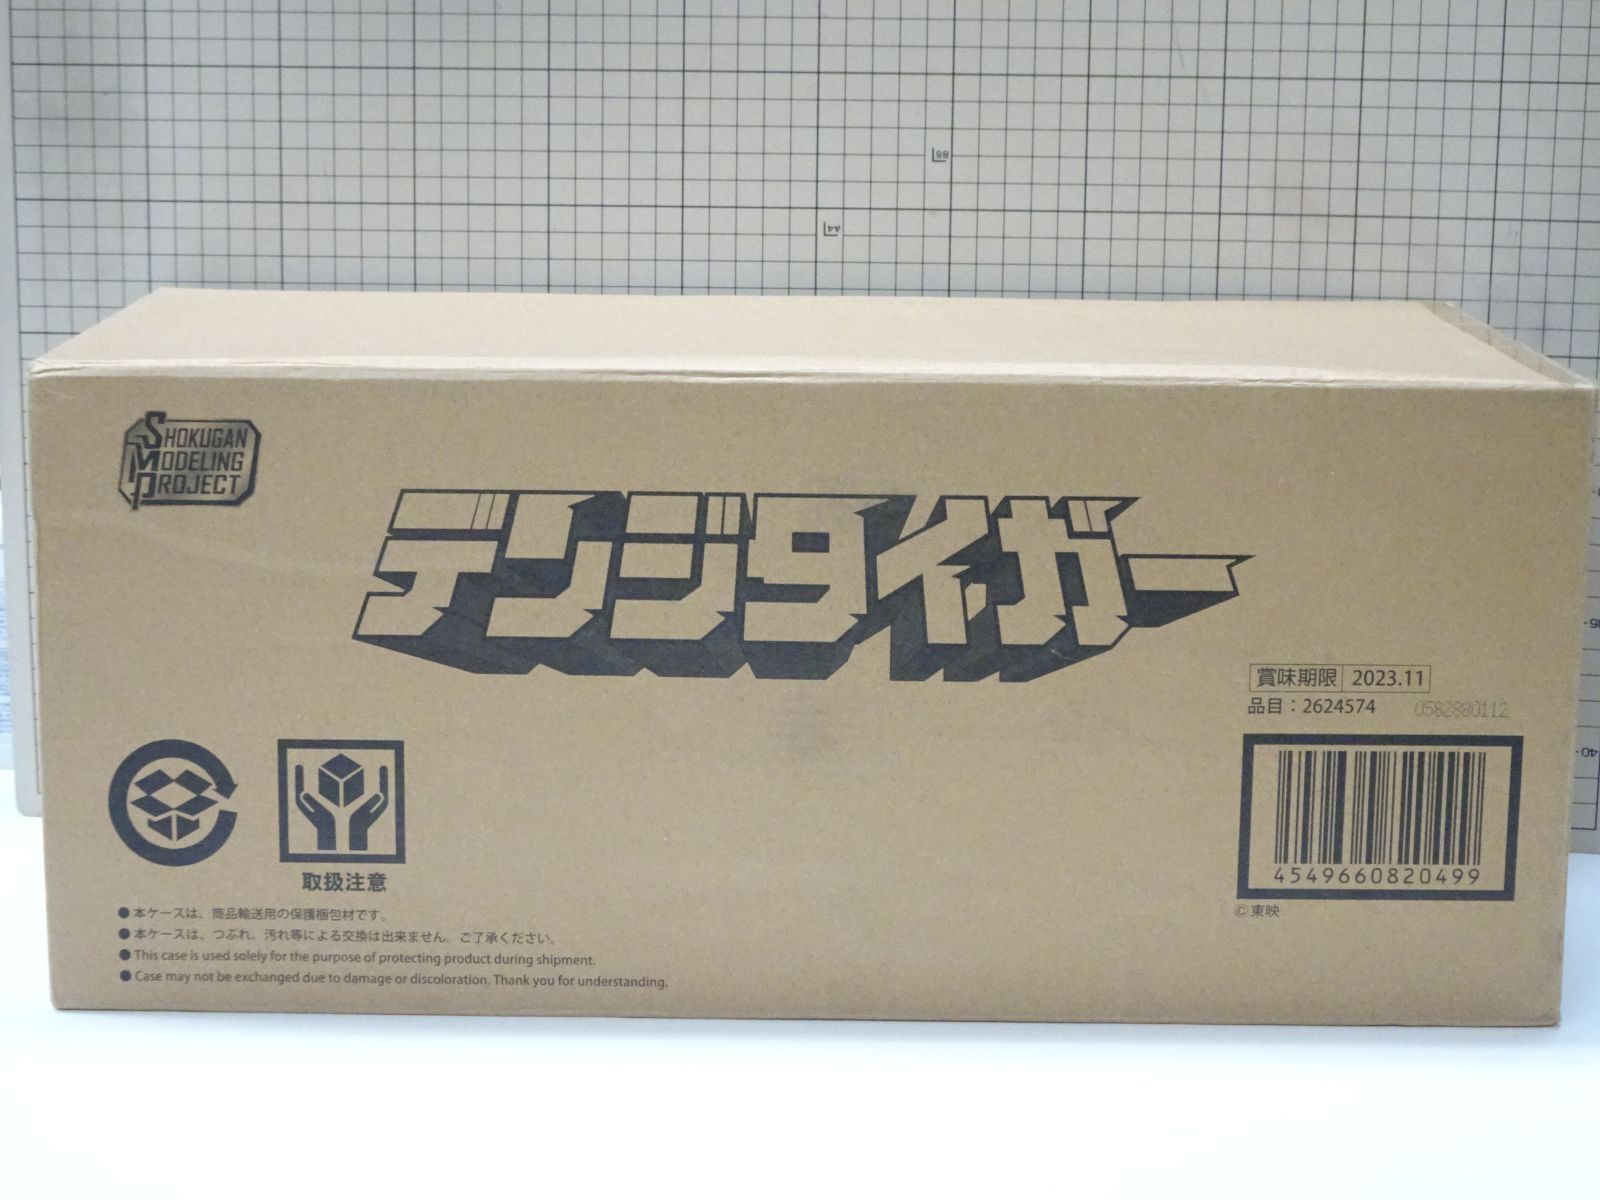 B5
A4
SHOKUGAN
MODELING
PROJECT
デンジタイガー
賞味期限 2023.11
品目：2624574 0582880112
4549660820499
©東映
取扱注意
●本ケースは、商品輸送用の保護梱包材です。
●本ケースは、つぶれ、汚れ等による交換は出来ません。ご了承ください。
●This case is used solely for the purpose of protecting product during shipment.
●Case may not be exchanged due to damage or discoloration. Thank you for understanding.
35
40